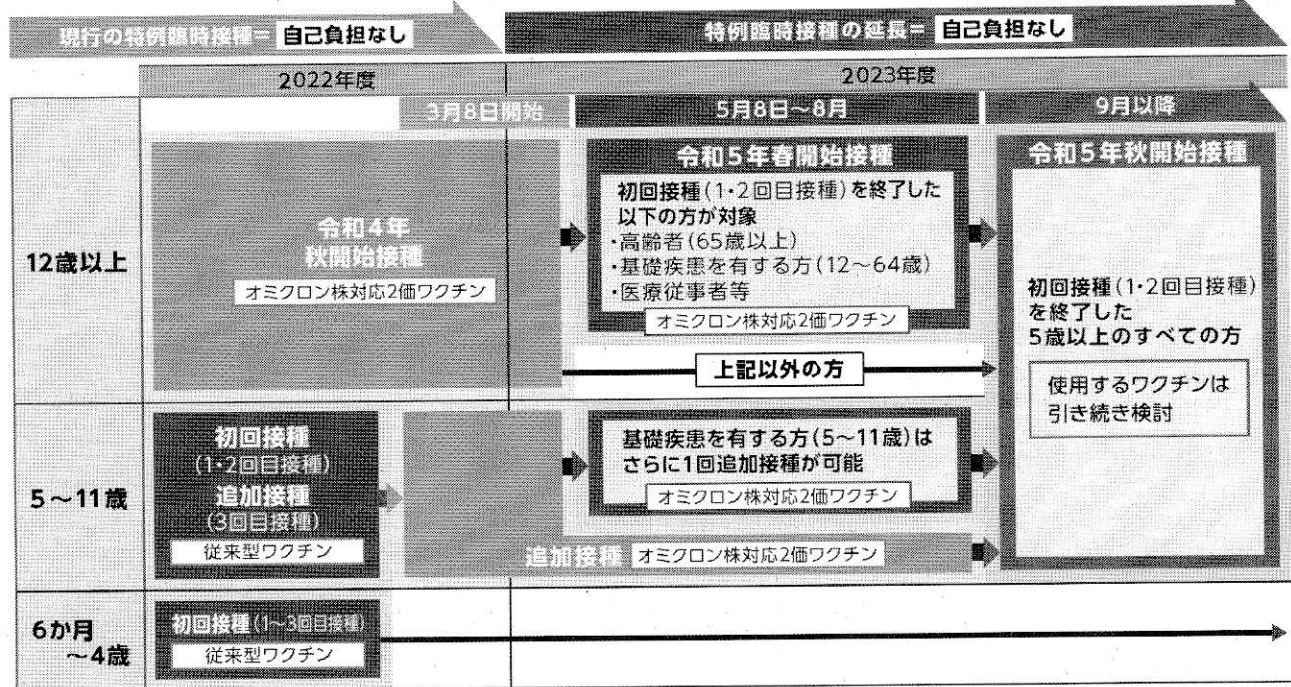 現行の特例臨時接種= 自己負担なし
特例臨時接種の延長= 自己負担なし
2022年度
2023年度
3月8日開始
5月8日～8月
9月以降
12歳以上
令和4年
秋開始接種
オミクロン株対応2価ワクチン
令和5年春開始接種
初回接種(1・2回目接種)を終了した
以下の方が対象
・高齢者(65歳以上)
・基礎疾患を有する方(12～64歳)
・医療従事者等
オミクロン株対応2価ワクチン
上記以外の方
令和5年秋開始接種
初回接種(1・2回目接種)
を終了した
5歳以上のすべての方
使用するワクチンは
引き続き検討
5～11歳
初回接種
(1・2回目接種)
追加接種
(3回目接種)
従来型ワクチン
基礎疾患を有する方(5～11歳)は
さらに1回追加接種が可能
オミクロン株対応2価ワクチン
追加接種 オミクロン株対応2価ワクチン
6か月
～4歳
初回接種(1～3回目接種)
従来型ワクチン